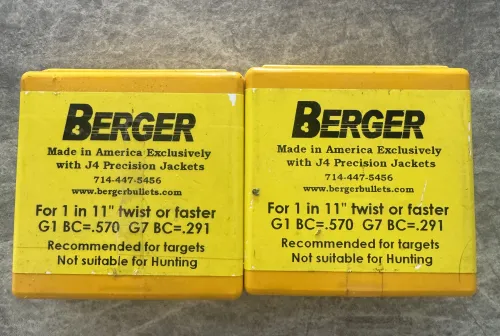 BERGER
Made in America Exclusively
with J4 Precision Jackets
714-447-5456
www.bergerbullets.com
For 1 in 11" twist or faster
G1 BC=.570 G7 BC=.291
Recommended for targets
Not suitable for Hunting
BERGER
Made in America Exclusively
with J4 Precision Jackets
714-447-5456
www.bergerbullets.com
For 1 in 11" twist or faster
G1 BC=.570 G7 BC=.291
Recommended for targets
Not suitable for Hunting